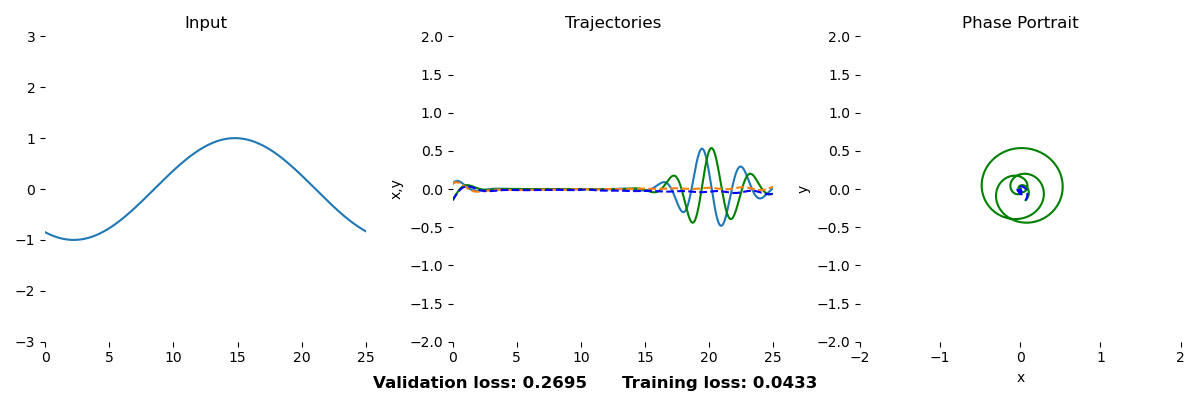 Input
3
2
1
0
−1
−2
−3
0 5 10 15 20 25
Trajectories
x,y
2.0
1.5
1.0
0.5
0.0
−0.5
−1.0
−1.5
−2.0
0 5 10 15 20 25
Phase Portrait
y
2.0
1.5
1.0
0.5
0.0
−0.5
−1.0
−1.5
−2.0
−2 −1 0 1 2
x
Validation loss: 0.2695 Training loss: 0.0433